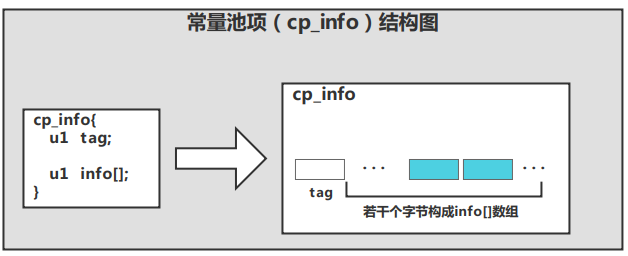 常量池项（cp_info）结构图
cp_info{
u1 tag;
u1 info[];
}
cp_info
... ...
tag
若干个字节构成info[]数组